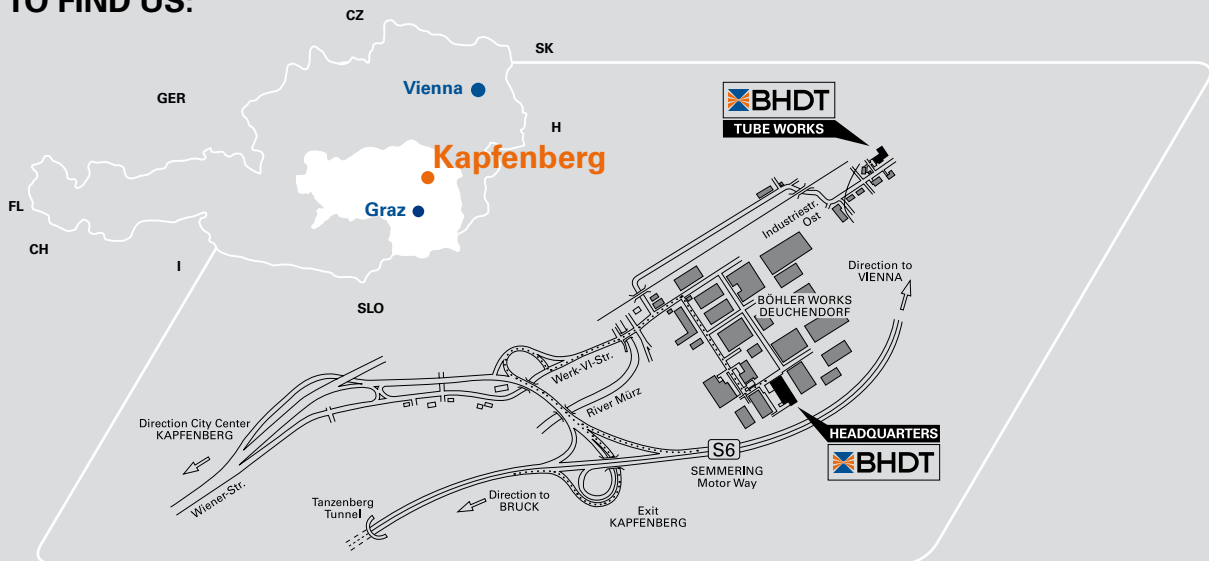 TO FIND US:
CZ
SK
GER
Vienna
H
BHDT
TUBE WORKS
Kapfenberg
FL
Graz
CH
I
SLO
Industriestr.
Ost
Direction to
VIENNA
BÖHLER WORKS
DEUCHENDORF
Werk-VI-Str.
River Mürz
Direction City Center
KAPFENBERG
HEADQUARTERS
BHDT
S6
SEMMERING
Motor Way
Wiener-Str.
Tanzenberg
Tunnel
Direction to
BRUCK
Exit
KAPFENBERG